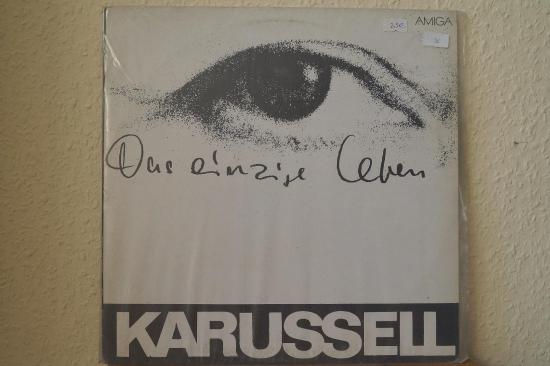 AMIGA
Das einzige Leben
KARUSSELL